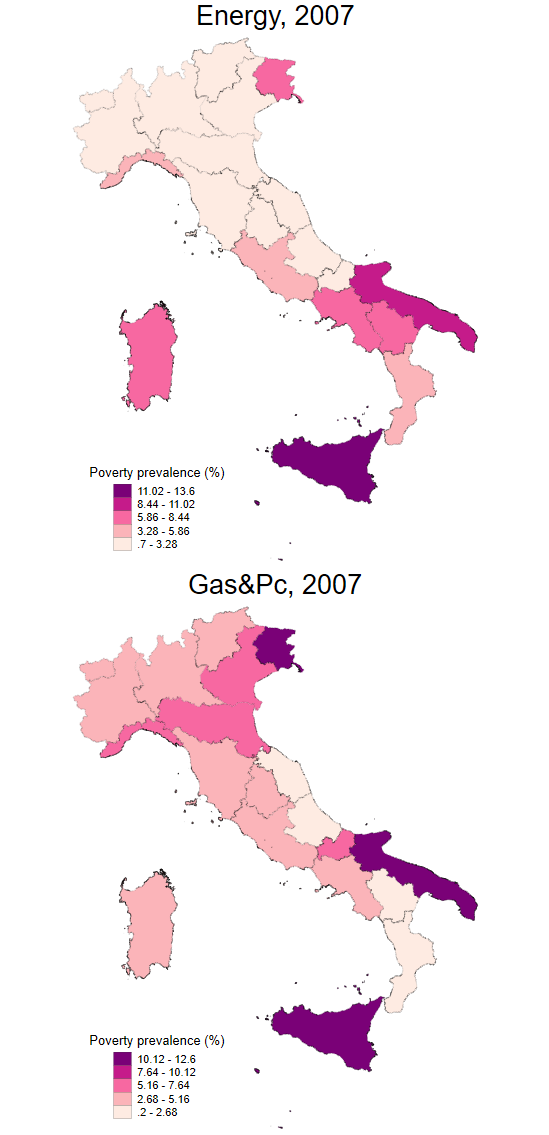 Energy, 2007
Poverty prevalence (%)
11.02 - 13.6
8.44 - 11.02
5.86 - 8.44
3.28 - 5.86
.7 - 3.28
Gas&Pc, 2007
Poverty prevalence (%)
10.12 - 12.6
7.64 - 10.12
5.16 - 7.64
2.68 - 5.16
.2 - 2.68